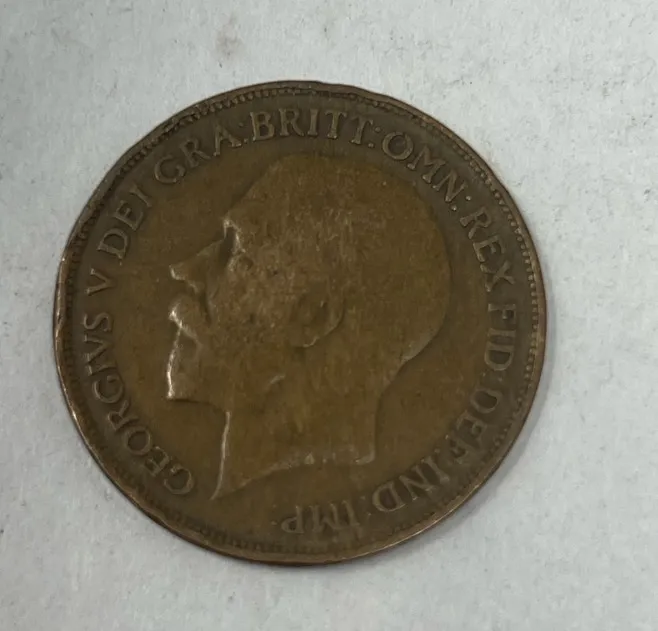 GEORGIVS V DEI GRA:BRITT:OMN:REX FID:DEF:IND:IMP: